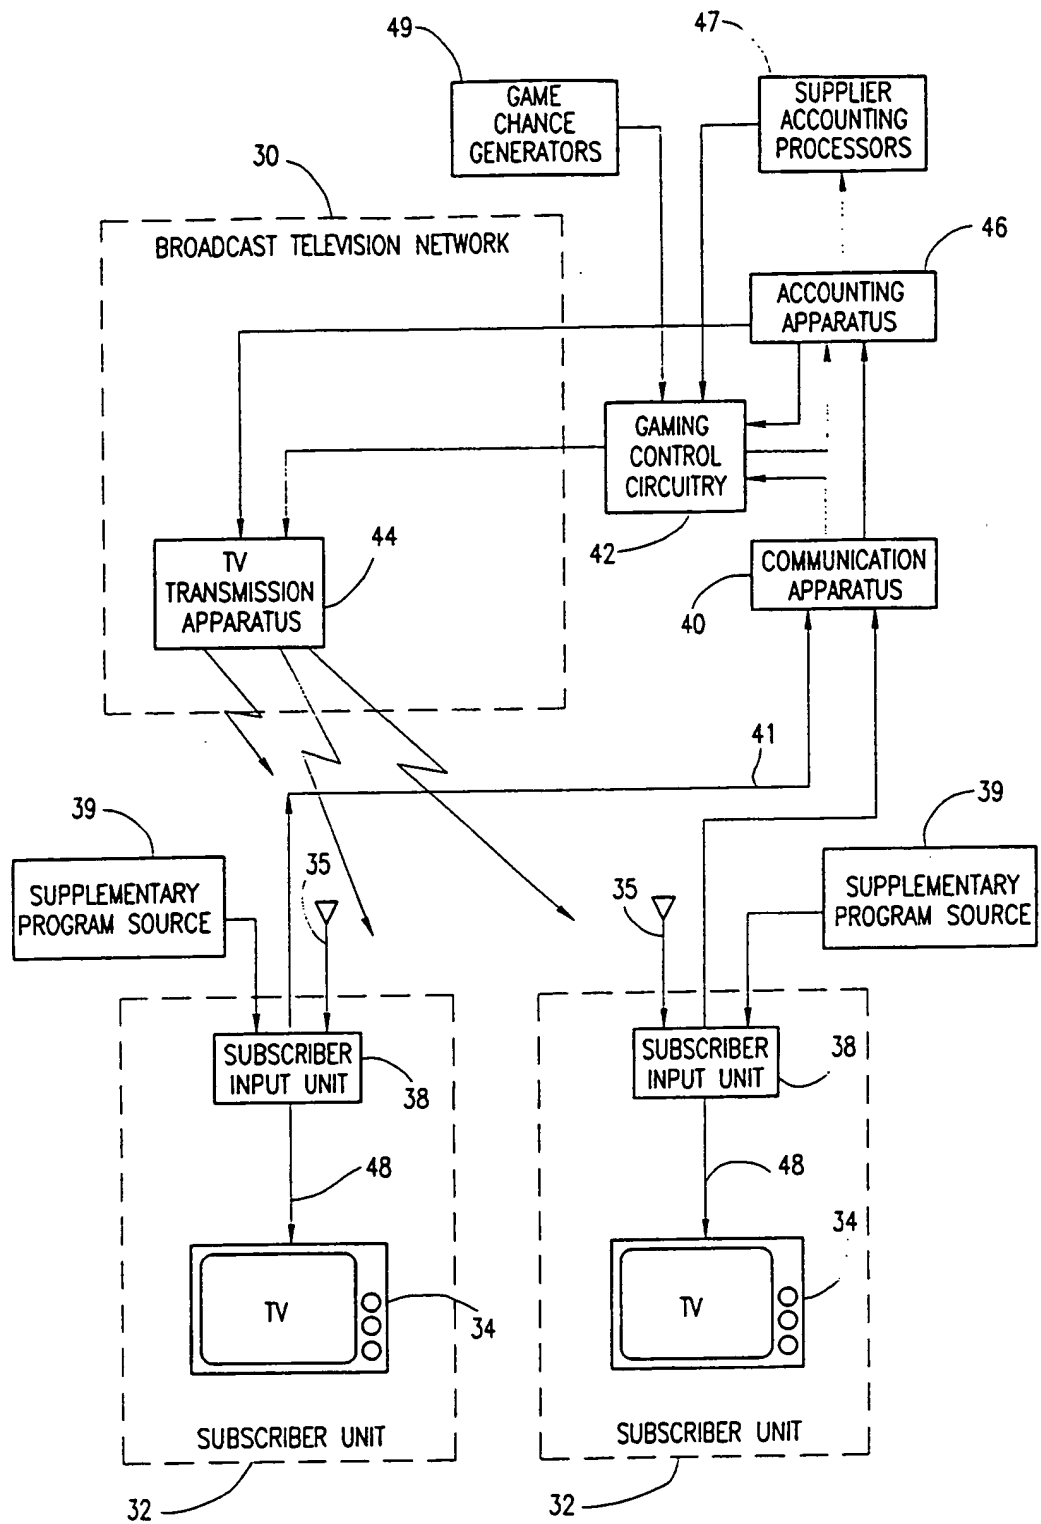 49
47
GAME
CHANCE
GENERATORS
SUPPLIER
ACCOUNTING
PROCESSORS
30
BROADCAST TELEVISION NETWORK
46
ACCOUNTING
APPARATUS
GAMING
CONTROL
CIRCUITRY
42
44
TV
TRANSMISSION
APPARATUS
COMMUNICATION
APPARATUS
40
41
39
SUPPLEMENTARY
PROGRAM SOURCE
35
35
39
SUPPLEMENTARY
PROGRAM SOURCE
SUBSCRIBER
INPUT UNIT
38
SUBSCRIBER
INPUT UNIT
38
48
48
TV
34
TV
34
SUBSCRIBER UNIT
SUBSCRIBER UNIT
32
32